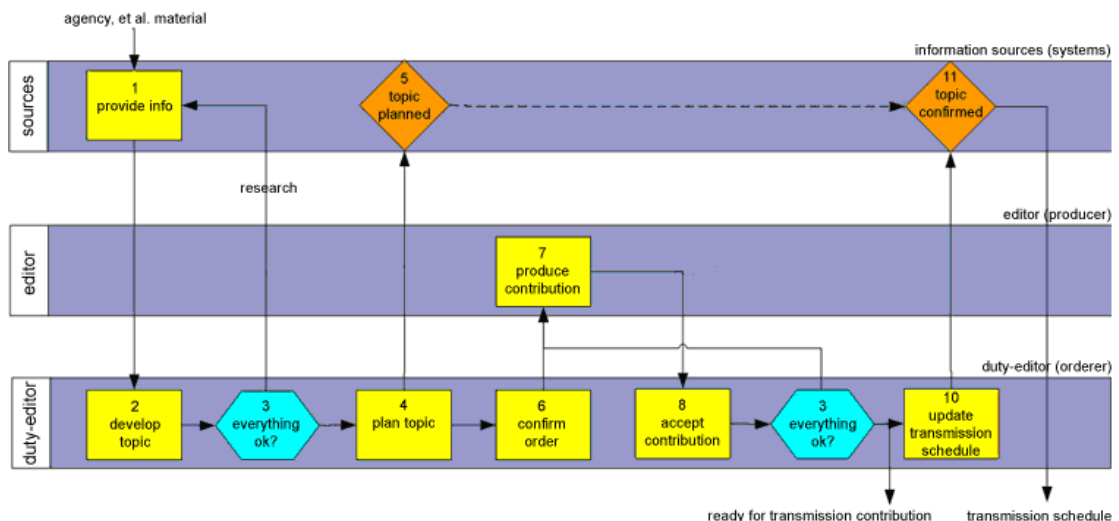 agency, et al. material
information sources (systems)
sources
1
provide info
5
topic
planned
11
topic
confirmed
research
editor (producer)
editor
7
produce
contribution
duty-editor (orderer)
duty-editor
2
develop
topic
3
everything
ok?
4
plan topic
6
confirm
order
8
accept
contribution
3
everything
ok?
10
update
transmission
schedule
ready for transmission contribution
transmission schedule